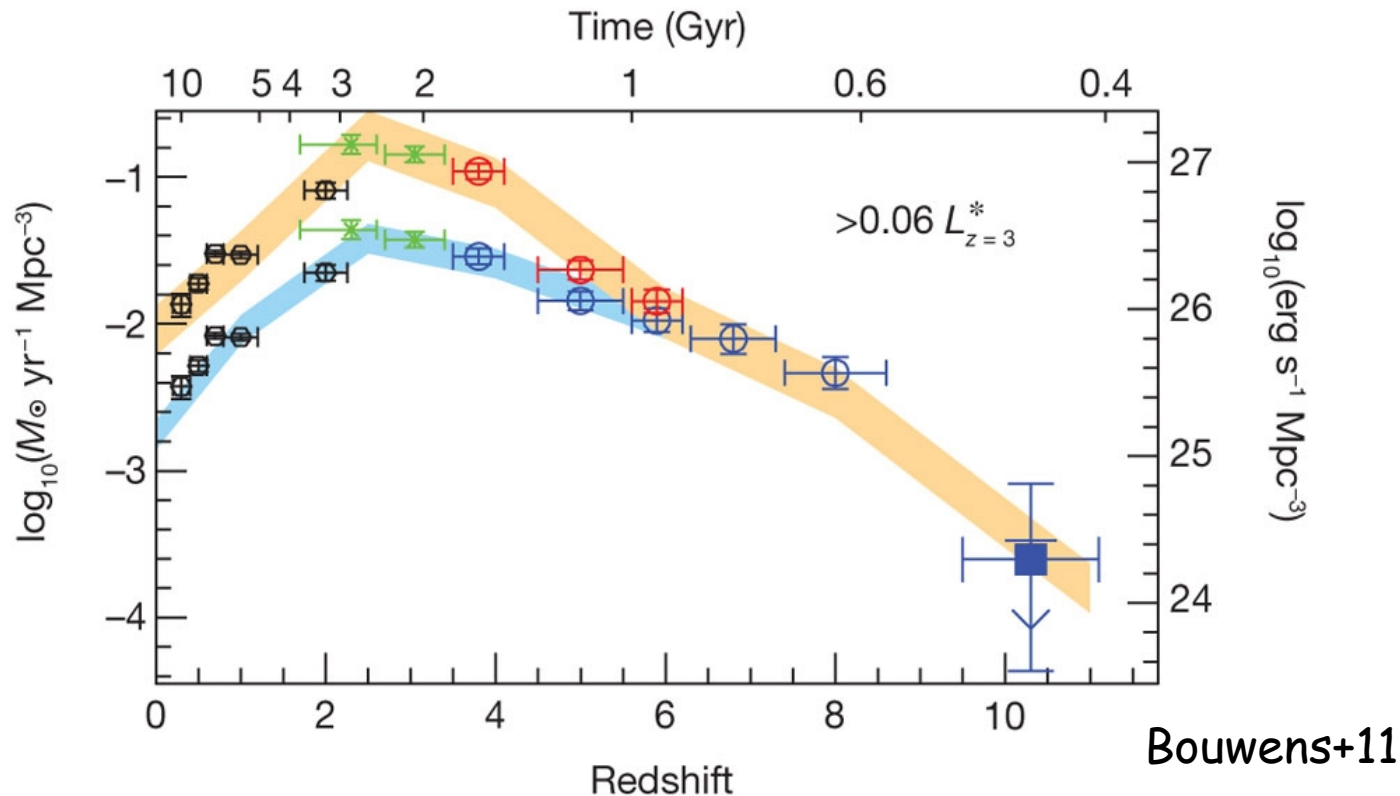 Time (Gyr)
10 5 4 3 2 1 0.6 0.4
log₁₀(M☉ yr⁻¹ Mpc⁻³)
−1
−2
−3
−4
>0.06 L*z = 3
27
26
25
24
log₁₀(erg s⁻¹ Mpc⁻³)
0 2 4 6 8 10
Redshift
Bouwens+11